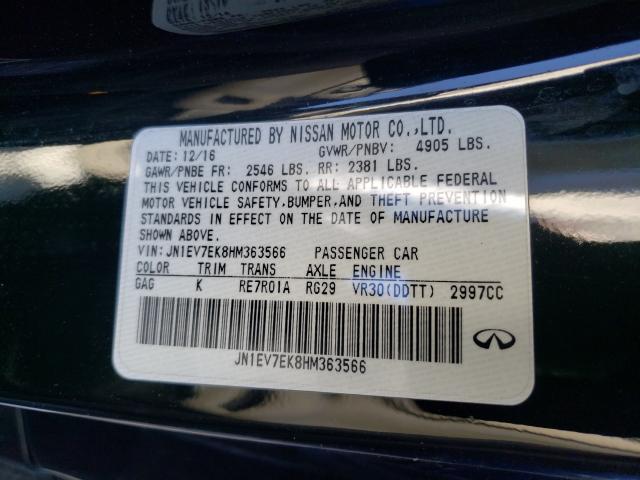 MANUFACTURED BY NISSAN MOTOR CO.,LTD.
DATE: 12/16 GVWR/PNBV: 4905 LBS.
GAWR/PNBE FR: 2546 LBS. RR: 2381 LBS.
THIS VEHICLE CONFORMS TO ALL APPLICABLE FEDERAL
MOTOR VEHICLE SAFETY,BUMPER,AND THEFT PREVENTION
STANDARDS IN EFFECT ON THE DATE OF MANUFACTURE
SHOWN ABOVE.
VIN:JN1EV7EK8HM363566 PASSENGER CAR
COLOR TRIM TRANS AXLE ENGINE
GAG K RE7R01A RG29 VR30(DDTT) 2997CC
JN1EV7EK8HM363566